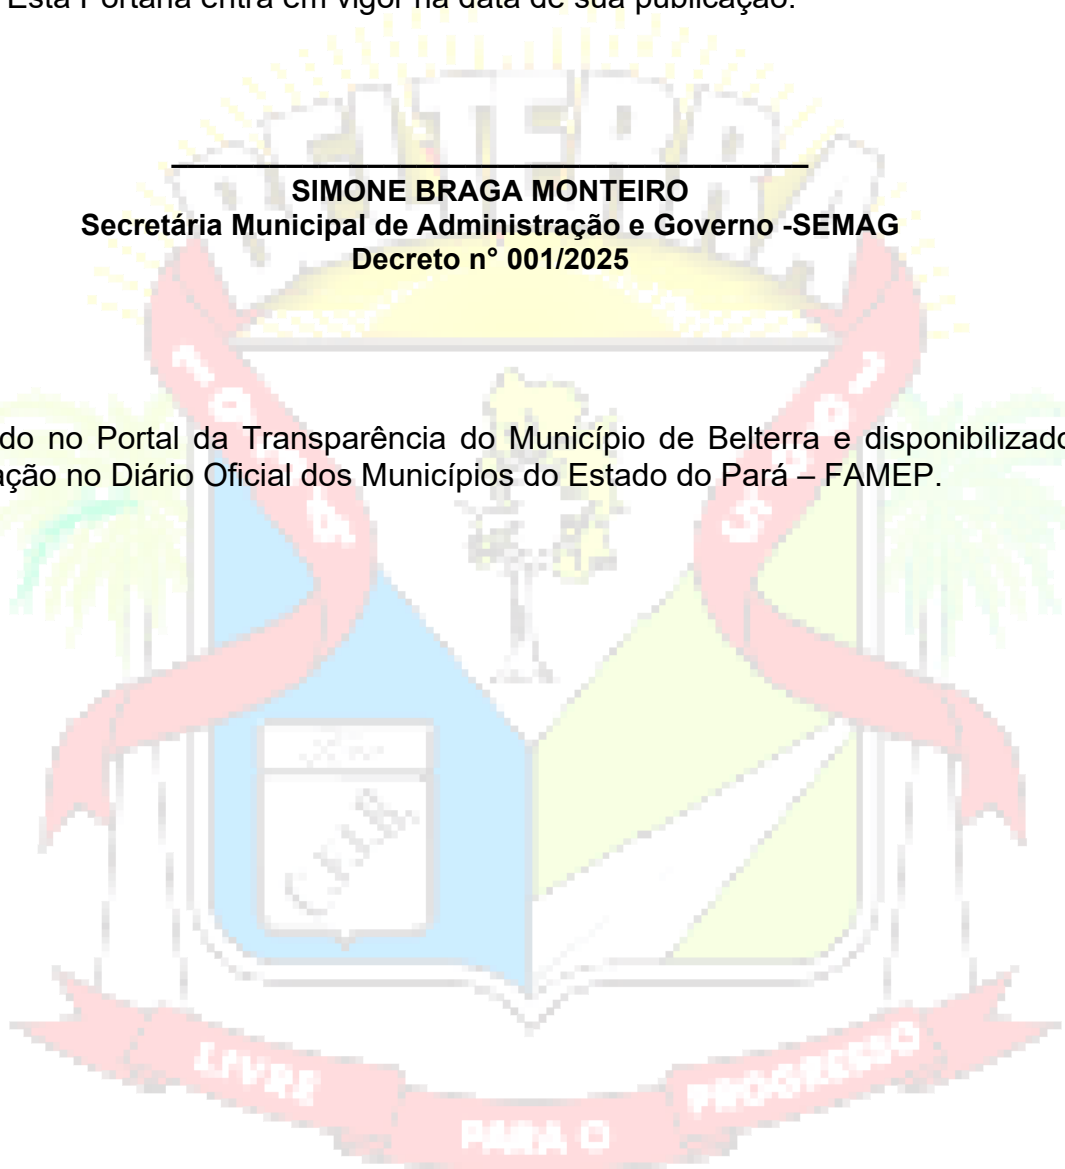 Esta Portaria entra em vigor na data de sua publicação.
BELTERRA
SIMONE BRAGA MONTEIRO
Secretária Municipal de Administração e Governo -SEMAG
Decreto n° 001/2025
do no Portal da Transparência do Município de Belterra e disponibilizado
ação no Diário Oficial dos Municípios do Estado do Pará – FAMEP.
LIVRE
PARA O
PROGRESSO